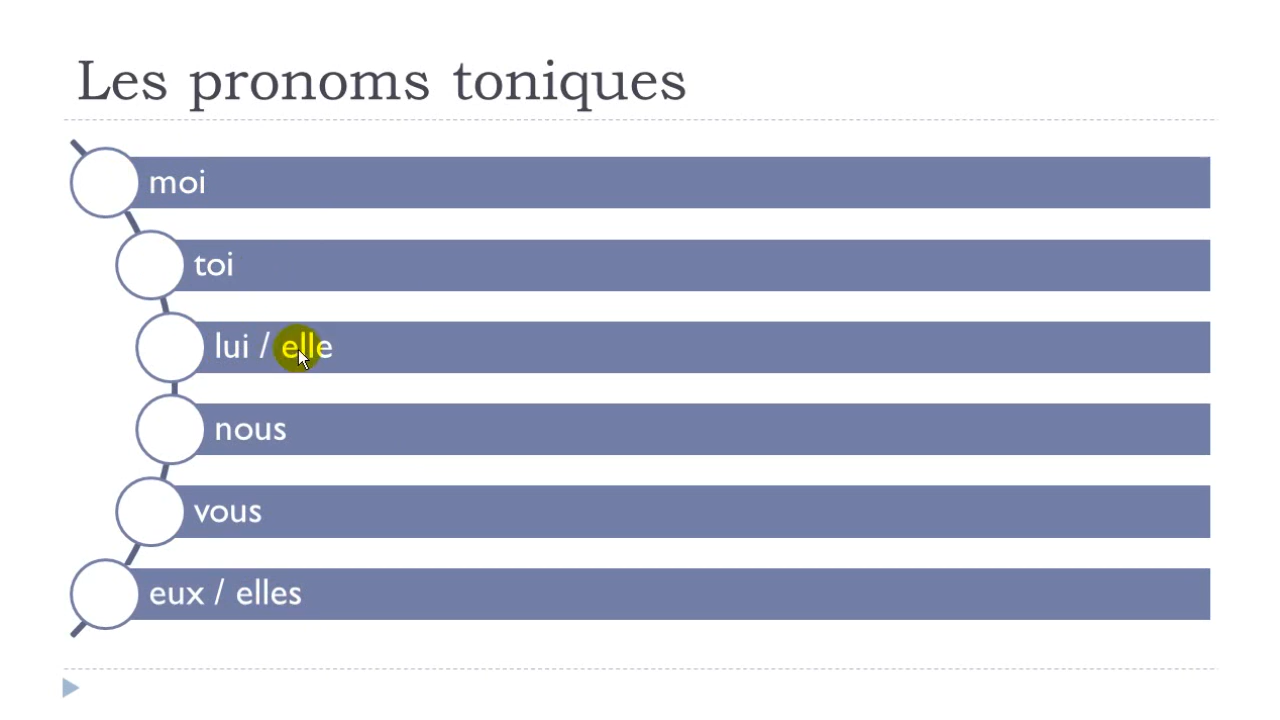 Les pronoms toniques
moi
toi
lui / elle
nous
vous
eux / elles